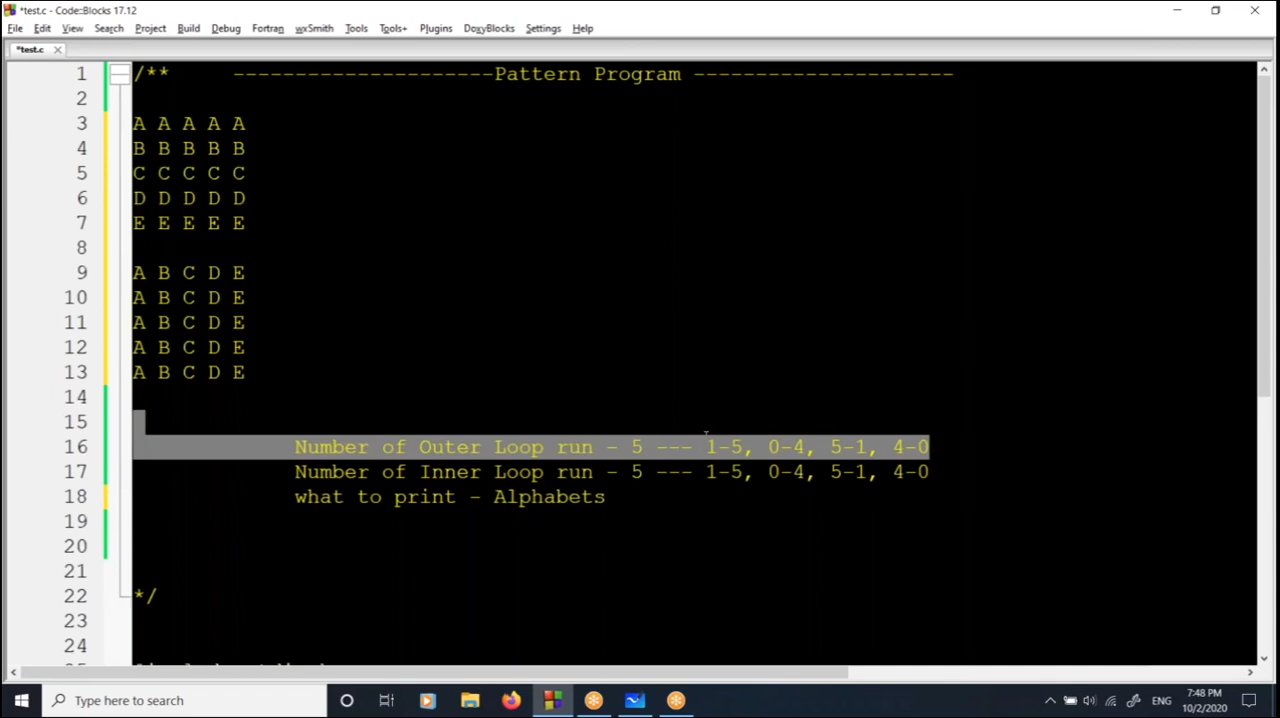 *test.c - Code::Blocks 17.12
File Edit View Search Project Build Debug Fortran wxSmith Tools Tools+ Plugins DoxyBlocks Settings Help
*test.c
1 /** ---------------------Pattern Program ---------------------
2
3 A A A A A
4 B B B B B
5 C C C C C
6 D D D D D
7 E E E E E
8
9 A B C D E
10 A B C D E
11 A B C D E
12 A B C D E
13 A B C D E
14
15
16 Number of Outer Loop run - 5 --- 1-5, 0-4, 5-1, 4-0
17 Number of Inner Loop run - 5 --- 1-5, 0-4, 5-1, 4-0
18 what to print - Alphabets
19
20
21
22 */
23
24
Type here to search
ENG
7:48 PM
10/2/2020